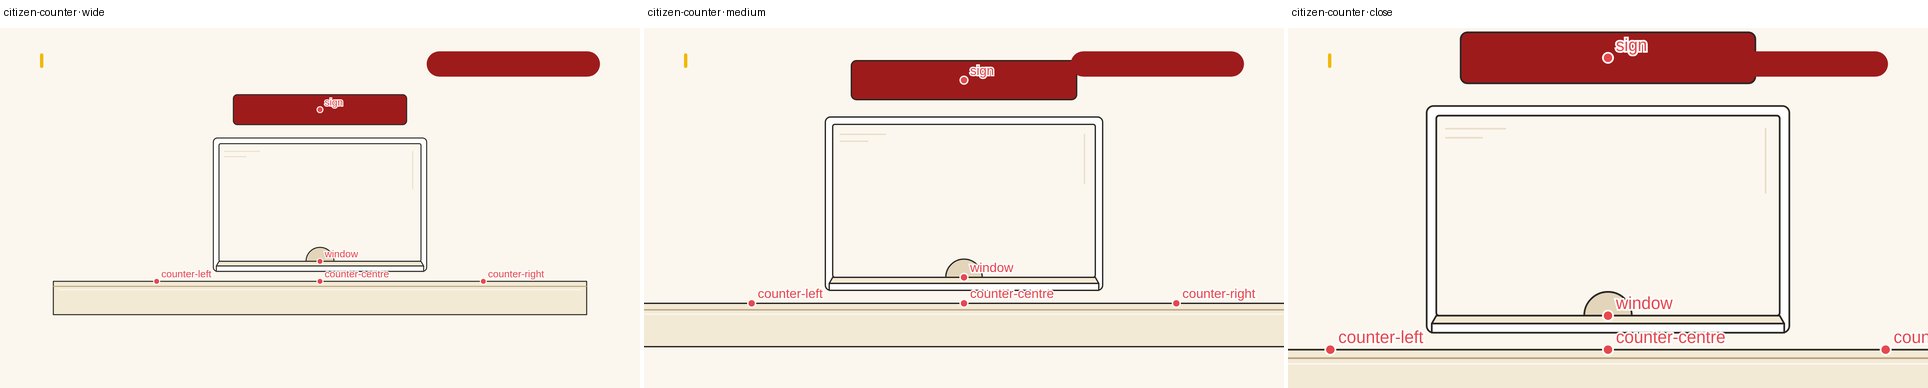 citizen-counter · wide
sign
window
counter-left
counter-centre
counter-right
citizen-counter · medium
sign
window
counter-left
counter-centre
counter-right
citizen-counter · close
sign
window
counter-left
counter-centre
coun